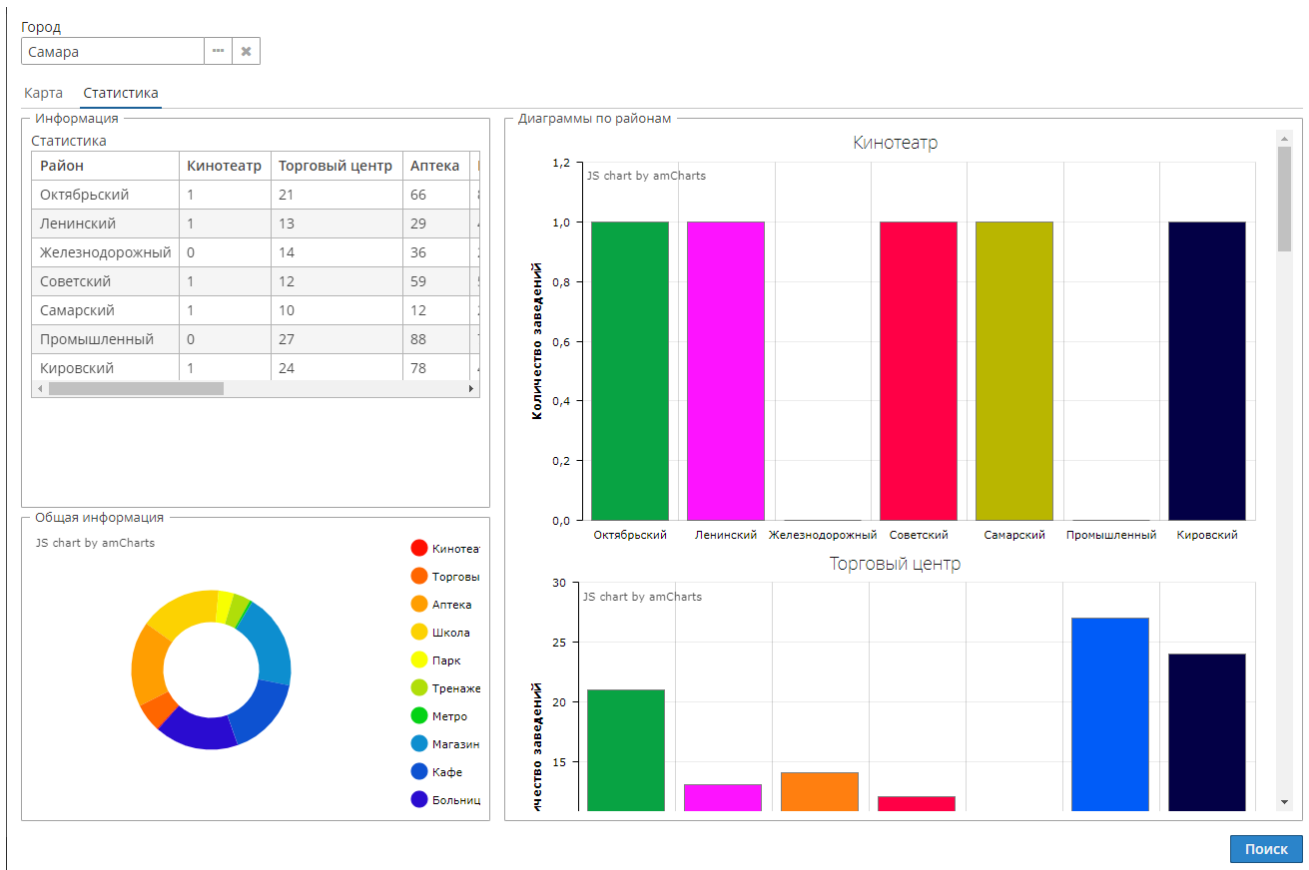 Город
Самара
Карта Статистика
Информация
Статистика
Район Кинотеатр Торговый центр Аптека
Октябрьский 1 21 66
Ленинский 1 13 29
Железнодорожный 0 14 36
Советский 1 12 59
Самарский 1 10 12
Промышленный 0 27 88
Кировский 1 24 78
Общая информация
JS chart by amCharts
Кинотеа
Торговы
Аптека
Школа
Парк
Тренаже
Метро
Магазин
Кафе
Больниц
Диаграммы по районам
Кинотеатр
JS chart by amCharts
Количество заведений
1,2
1,0
0,8
0,6
0,4
0,2
0,0
Октябрьский Ленинский Железнодорожный Советский Самарский Промышленный Кировский
Торговый центр
JS chart by amCharts
ичество заведений
30
25
20
15
Поиск